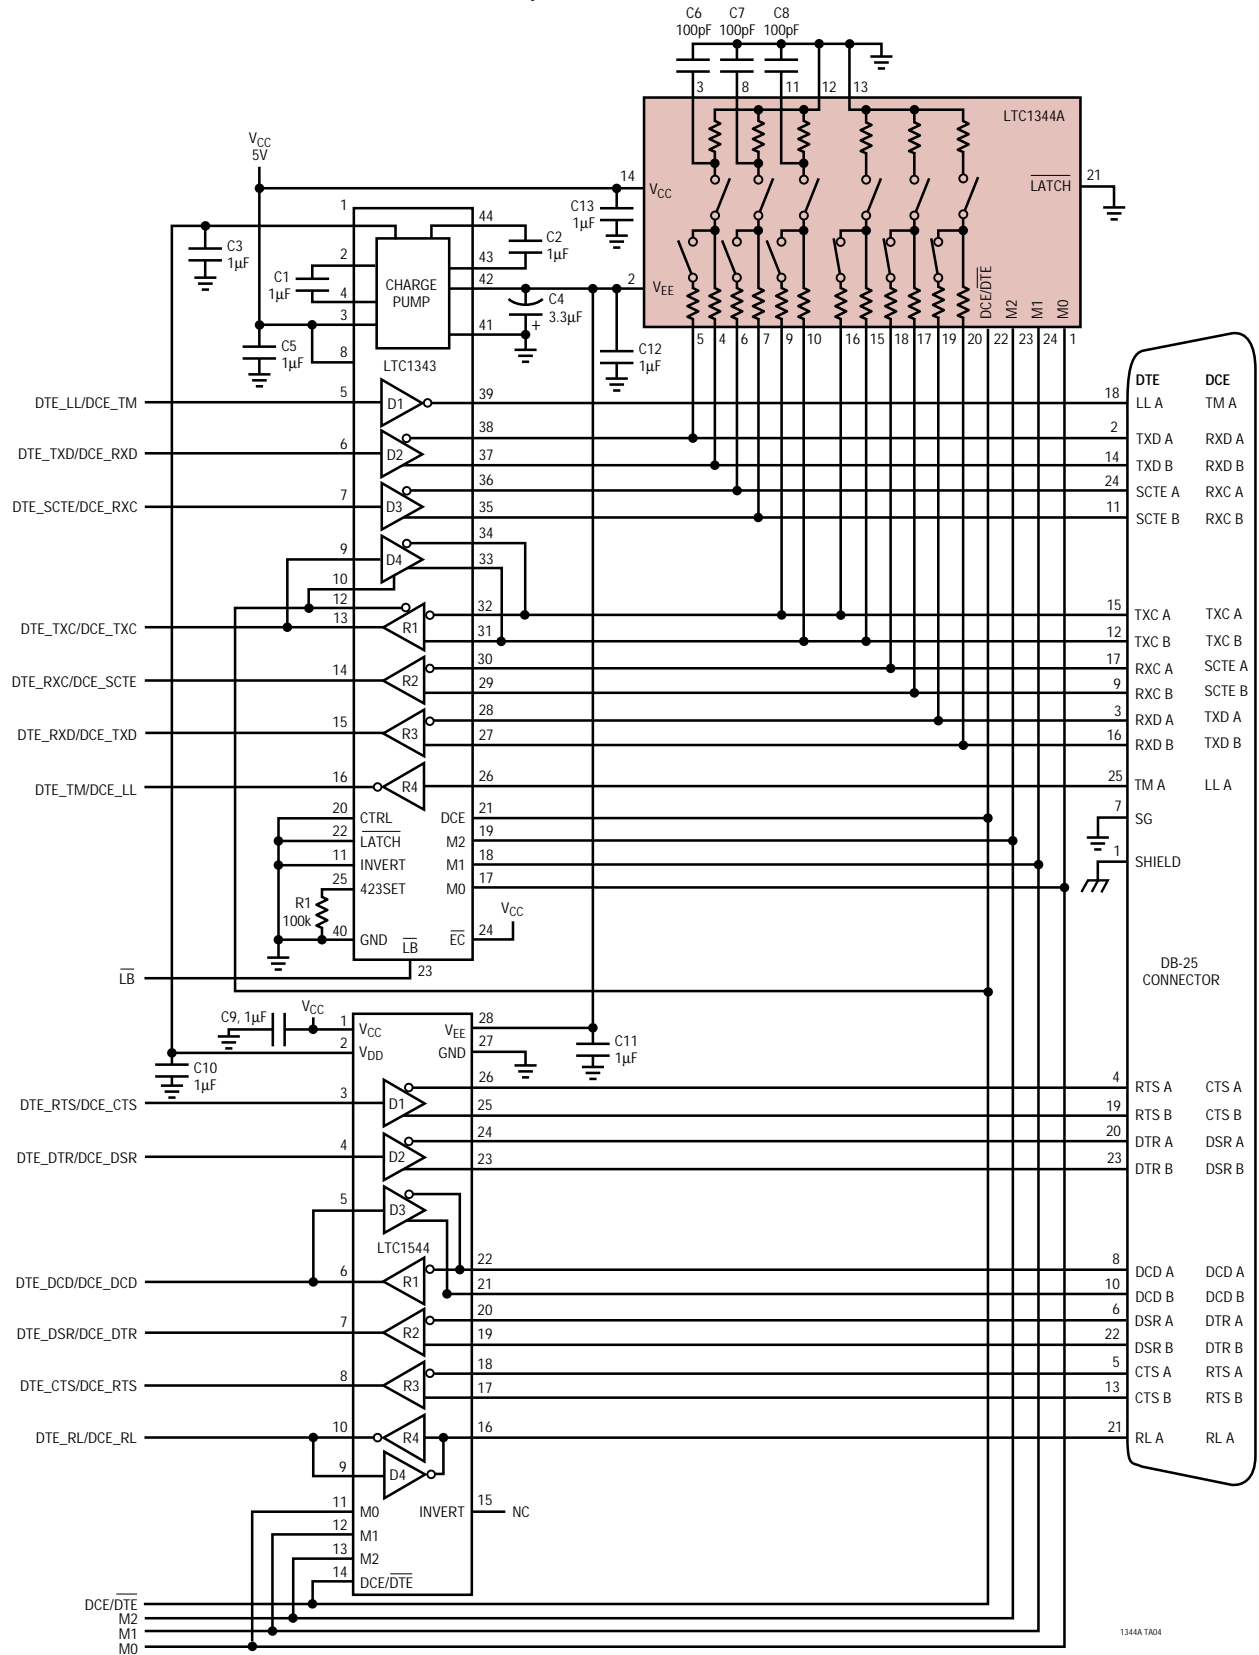 C6 C7 C8
100pF 100pF 100pF
3 8 11 12 13
LTC1344A
VCC
5V
14
VCC
LATCH
21
C13
1µF
1
44
C3
1µF
C2
1µF
2
43
C1
1µF
CHARGE
PUMP
42
2
VEE
DCE/DTE
M2
M1
M0
4
C4
3.3µF
+
3
41
5 4 6 7 9 10 16 15 18 17 19 20 22 23 24 1
C5
1µF
8
LTC1343
C12
1µF
DTE DCE
DTE_LL/DCE_TM 5 D1 39 18 LL A TM A
38 2 TXD A RXD A
DTE_TXD/DCE_RXD 6 D2
37 14 TXD B RXD B
36 24 SCTE A RXC A
DTE_SCTE/DCE_RXC 7 D3
35 11 SCTE B RXC B
34
9 D4 33
10
12 32 15 TXC A TXC A
DTE_TXC/DCE_TXC 13 R1
31 12 TXC B TXC B
30 17 RXC A SCTE A
DTE_RXC/DCE_SCTE 14 R2
29 9 RXC B SCTE B
28 3 RXD A TXD A
DTE_RXD/DCE_TXD 15 R3
27 16 RXD B TXD B
DTE_TM/DCE_LL 16 R4 26 25 TM A LL A
20 CTRL DCE 21 7 SG
22 LATCH M2 19
11 INVERT M1 18 1 SHIELD
25 423SET M0 17
R1
100k
VCC
40 GND LB EC 24
LB 23
DB-25
CONNECTOR
C9, 1µF VCC
1 VCC VEE 28
2 VDD GND 27
C11
1µF
C10
1µF
26 4 RTS A CTS A
DTE_RTS/DCE_CTS 3 D1
25 19 RTS B CTS B
24 20 DTR A DSR A
DTE_DTR/DCE_DSR 4 D2
23 23 DTR B DSR B
5 D3
LTC1544
22 8 DCD A DCD A
DTE_DCD/DCE_DCD 6 R1
21 10 DCD B DCD B
20 6 DSR A DTR A
DTE_DSR/DCE_DTR 7 R2
19 22 DSR B DTR B
18 5 CTS A RTS A
DTE_CTS/DCE_RTS 8 R3
17 13 CTS B RTS B
DTE_RL/DCE_RL 10 R4 16 21 RL A RL A
9 D4
11 M0 INVERT 15 NC
12 M1
13 M2
14 DCE/DTE
DCE/DTE
M2
M1
M0
1344A TA04